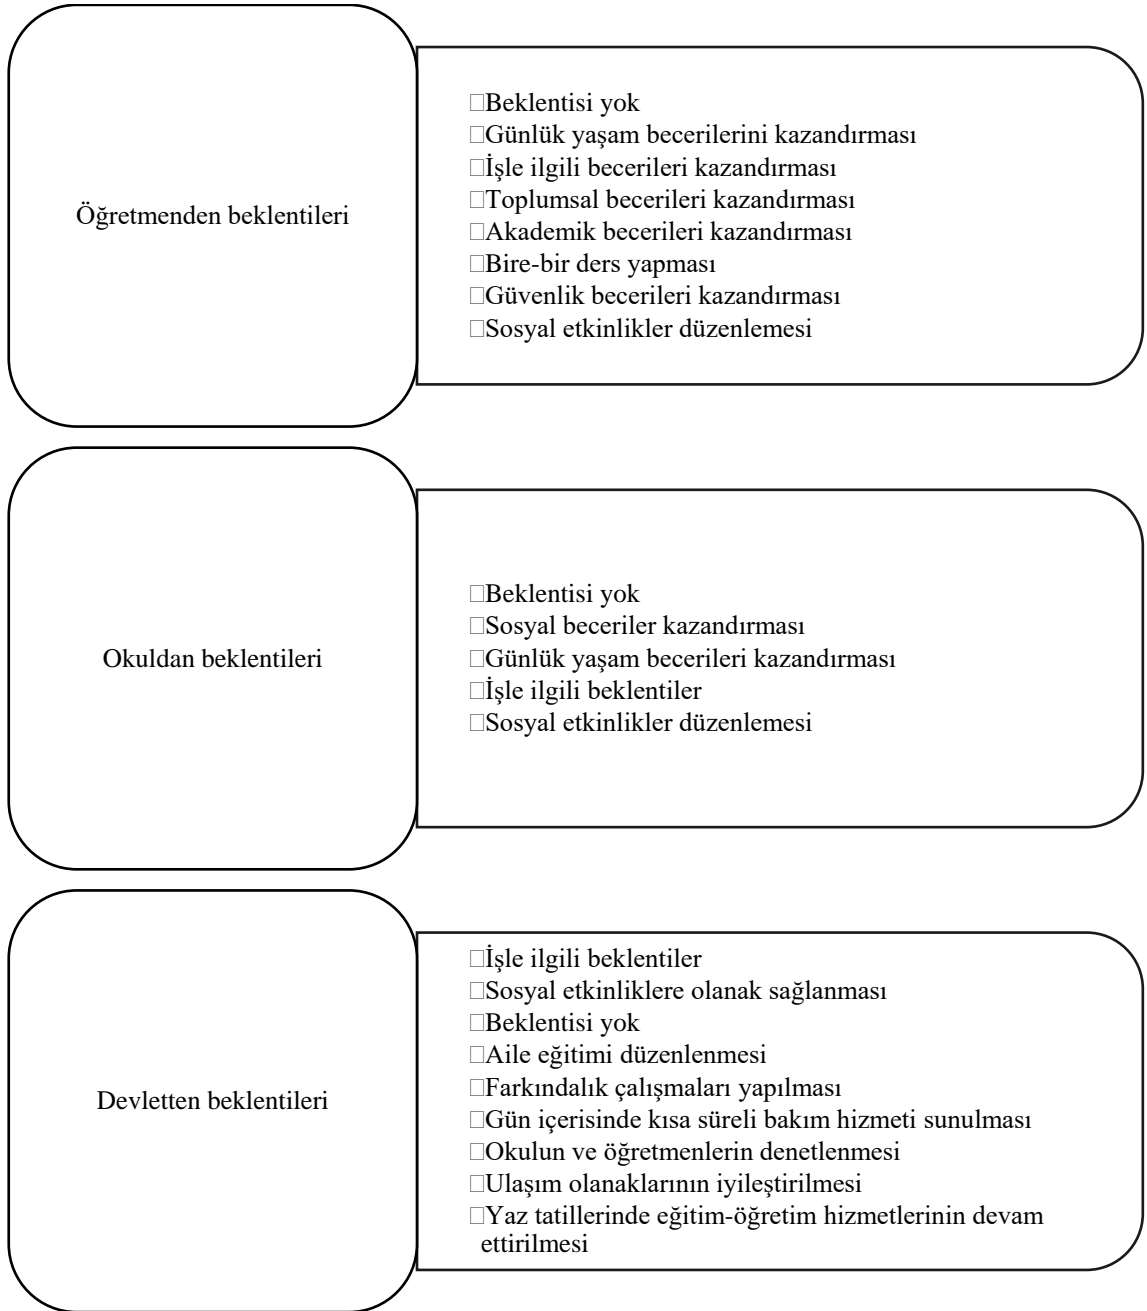 Öğretmenden beklentileri
□Beklentisi yok
□Günlük yaşam becerilerini kazandırması
□İşle ilgili becerileri kazandırması
□Toplumsal becerileri kazandırması
□Akademik becerileri kazandırması
□Bire-bir ders yapması
□Güvenlik becerileri kazandırması
□Sosyal etkinlikler düzenlemesi
Okuldan beklentileri
□Beklentisi yok
□Sosyal beceriler kazandırması
□Günlük yaşam becerileri kazandırması
□İşle ilgili beklentiler
□Sosyal etkinlikler düzenlemesi
Devletten beklentileri
□İşle ilgili beklentiler
□Sosyal etkinliklere olanak sağlanması
□Beklentisi yok
□Aile eğitimi düzenlenmesi
□Farkındalık çalışmaları yapılması
□Gün içerisinde kısa süreli bakım hizmeti sunulması
□Okulun ve öğretmenlerin denetlenmesi
□Ulaşım olanaklarının iyileştirilmesi
□Yaz tatillerinde eğitim-öğretim hizmetlerinin devam
ettirilmesi